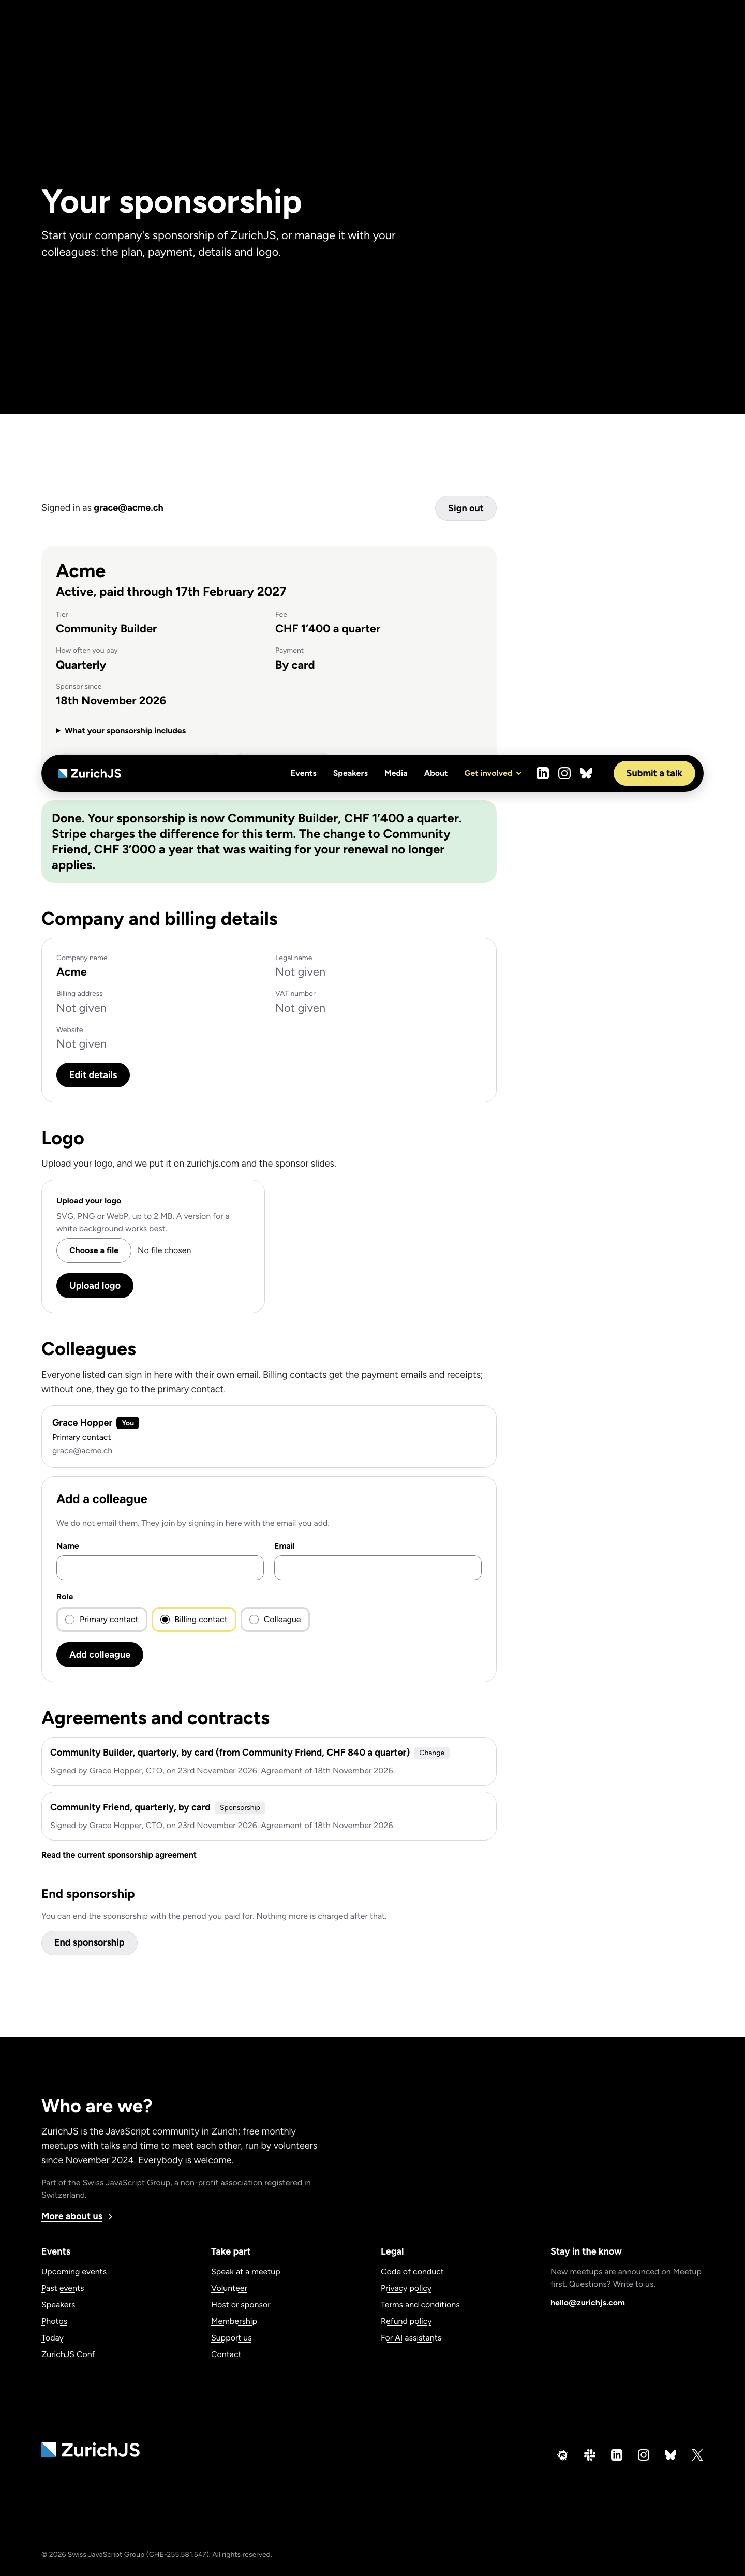 Your sponsorship
Start your company's sponsorship of ZurichJS, or manage it with your
colleagues: the plan, payment, details and logo.
Signed in as grace@acme.ch
Sign out
Acme
Active, paid through 17th February 2027
Tier
Fee
Community Builder
CHF 1’400 a quarter
How often you pay
Payment
Quarterly
By card
Sponsor since
18th November 2026
What your sponsorship includes
ZurichJS
Events
Speakers
Media
About
Get involved
Submit a talk
Done. Your sponsorship is now Community Builder, CHF 1’400 a quarter.
Stripe charges the difference for this term. The change to Community
Friend, CHF 3’000 a year that was waiting for your renewal no longer
applies.
Company and billing details
Company name
Legal name
Acme
Not given
Billing address
VAT number
Not given
Not given
Website
Not given
Edit details
Logo
Upload your logo, and we put it on zurichjs.com and the sponsor slides.
Upload your logo
SVG, PNG or WebP, up to 2 MB. A version for a
white background works best.
Choose a file
No file chosen
Upload logo
Colleagues
Everyone listed can sign in here with their own email. Billing contacts get the payment emails and receipts;
without one, they go to the primary contact.
Grace Hopper You
Primary contact
grace@acme.ch
Add a colleague
We do not email them. They join by signing in here with the email you add.
Name
Email
Role
Primary contact
Billing contact
Colleague
Add colleague
Agreements and contracts
Community Builder, quarterly, by card (from Community Friend, CHF 840 a quarter) Change
Signed by Grace Hopper, CTO, on 23rd November 2026. Agreement of 18th November 2026.
Community Friend, quarterly, by card Sponsorship
Signed by Grace Hopper, CTO, on 23rd November 2026. Agreement of 18th November 2026.
Read the current sponsorship agreement
End sponsorship
You can end the sponsorship with the period you paid for. Nothing more is charged after that.
End sponsorship
Who are we?
ZurichJS is the JavaScript community in Zurich: free monthly
meetups with talks and time to meet each other, run by volunteers
since November 2024. Everybody is welcome.
Part of the Swiss JavaScript Group, a non-profit association registered in
Switzerland.
More about us
Events
Upcoming events
Past events
Speakers
Photos
Today
ZurichJS Conf
Take part
Speak at a meetup
Volunteer
Host or sponsor
Membership
Support us
Contact
Legal
Code of conduct
Privacy policy
Terms and conditions
Refund policy
For AI assistants
Stay in the know
New meetups are announced on Meetup
first. Questions? Write to us.
hello@zurichjs.com
ZurichJS
© 2026 Swiss JavaScript Group (CHE-255.581.547). All rights reserved.